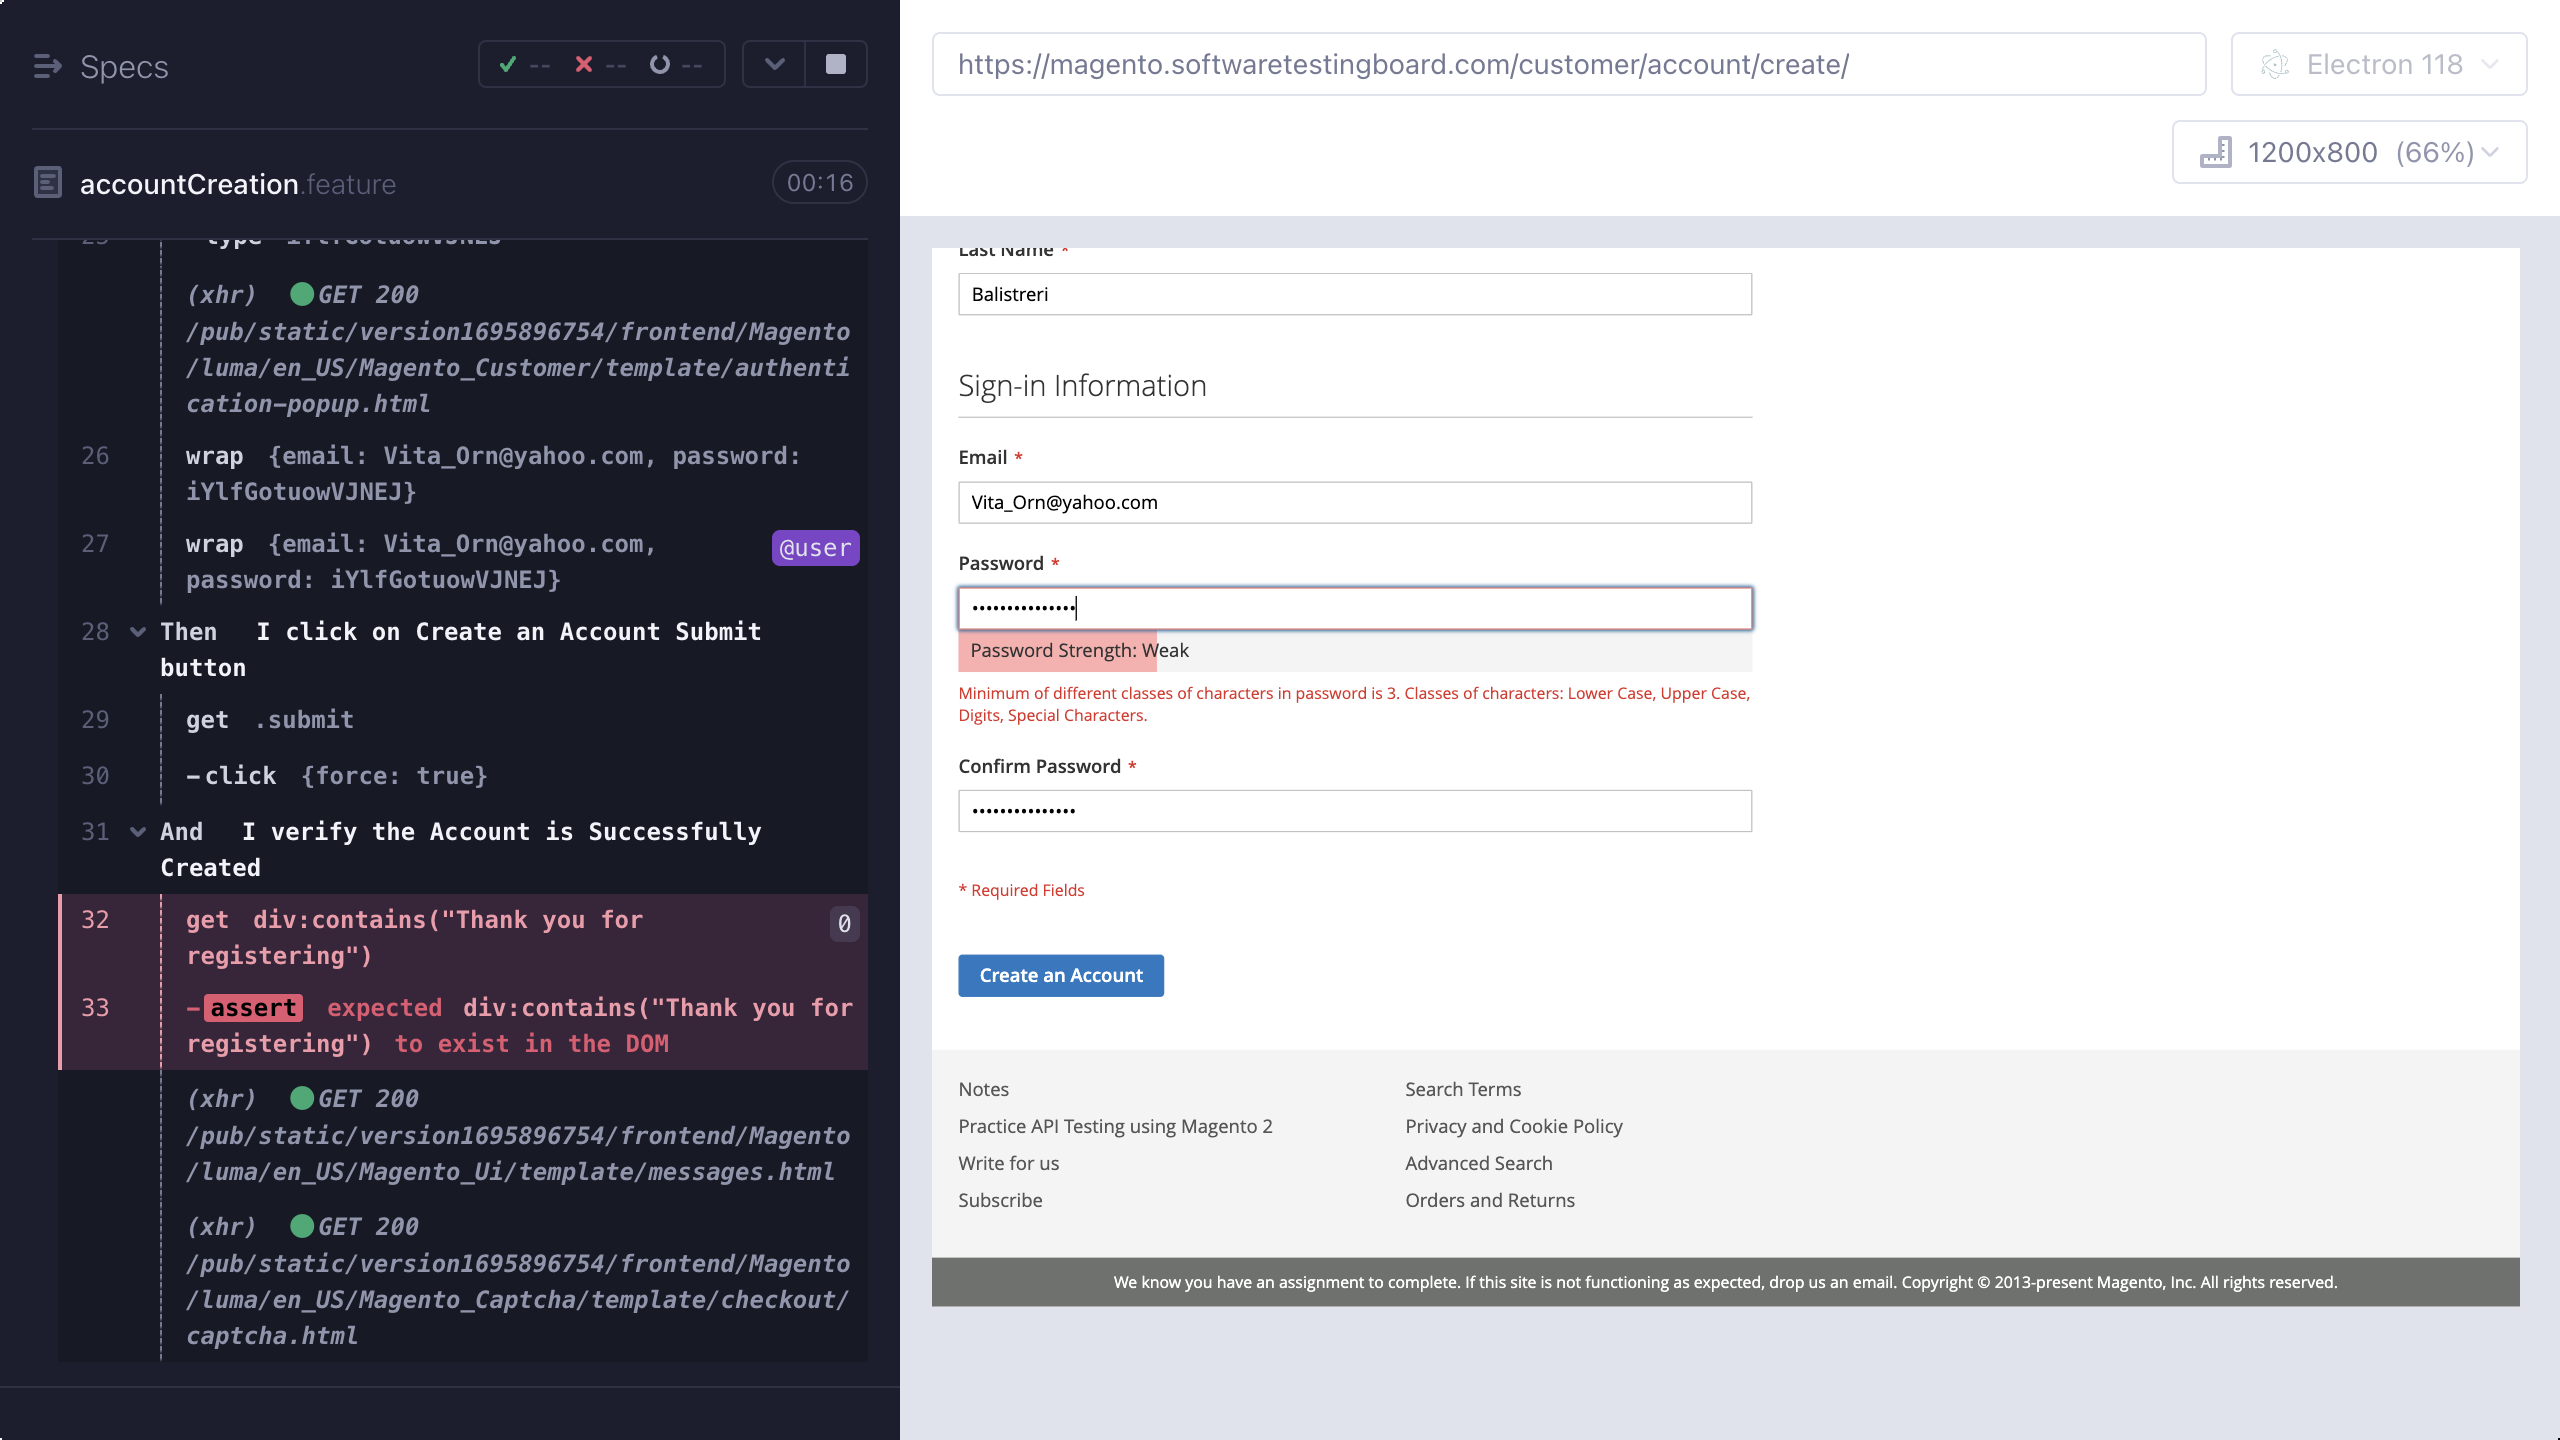 Specs
--
--
--
accountCreation.feature
00:16
(xhr) GET 200
/pub/static/version1695896754/frontend/Magento
/luma/en_US/Magento_Customer/template/authenti
cation-popup.html
26 wrap {email: Vita_Orn@yahoo.com, password:
iYlfGotuowVJNEJ}
27 wrap {email: Vita_Orn@yahoo.com, @user
password: iYlfGotuowVJNEJ}
28 Then I click on Create an Account Submit
button
29 get .submit
30 -click {force: true}
31 And I verify the Account is Successfully
Created
32 get div:contains("Thank you for 0
registering")
33 -assert expected div:contains("Thank you for
registering") to exist in the DOM
(xhr) GET 200
/pub/static/version1695896754/frontend/Magento
/luma/en_US/Magento_Ui/template/messages.html
(xhr) GET 200
/pub/static/version1695896754/frontend/Magento
/luma/en_US/Magento_Captcha/template/checkout/
captcha.html
https://magento.softwaretestingboard.com/customer/account/create/
Electron 118
1200x800 (66%)
Last Name *
Balistreri
Sign-in Information
Email *
Vita_Orn@yahoo.com
Password *
•••••••••••••••
Password Strength: Weak
Minimum of different classes of characters in password is 3. Classes of characters: Lower Case, Upper Case,
Digits, Special Characters.
Confirm Password *
•••••••••••••••
* Required Fields
Create an Account
Notes
Practice API Testing using Magento 2
Write for us
Subscribe
Search Terms
Privacy and Cookie Policy
Advanced Search
Orders and Returns
We know you have an assignment to complete. If this site is not functioning as expected, drop us an email. Copyright © 2013-present Magento, Inc. All rights reserved.